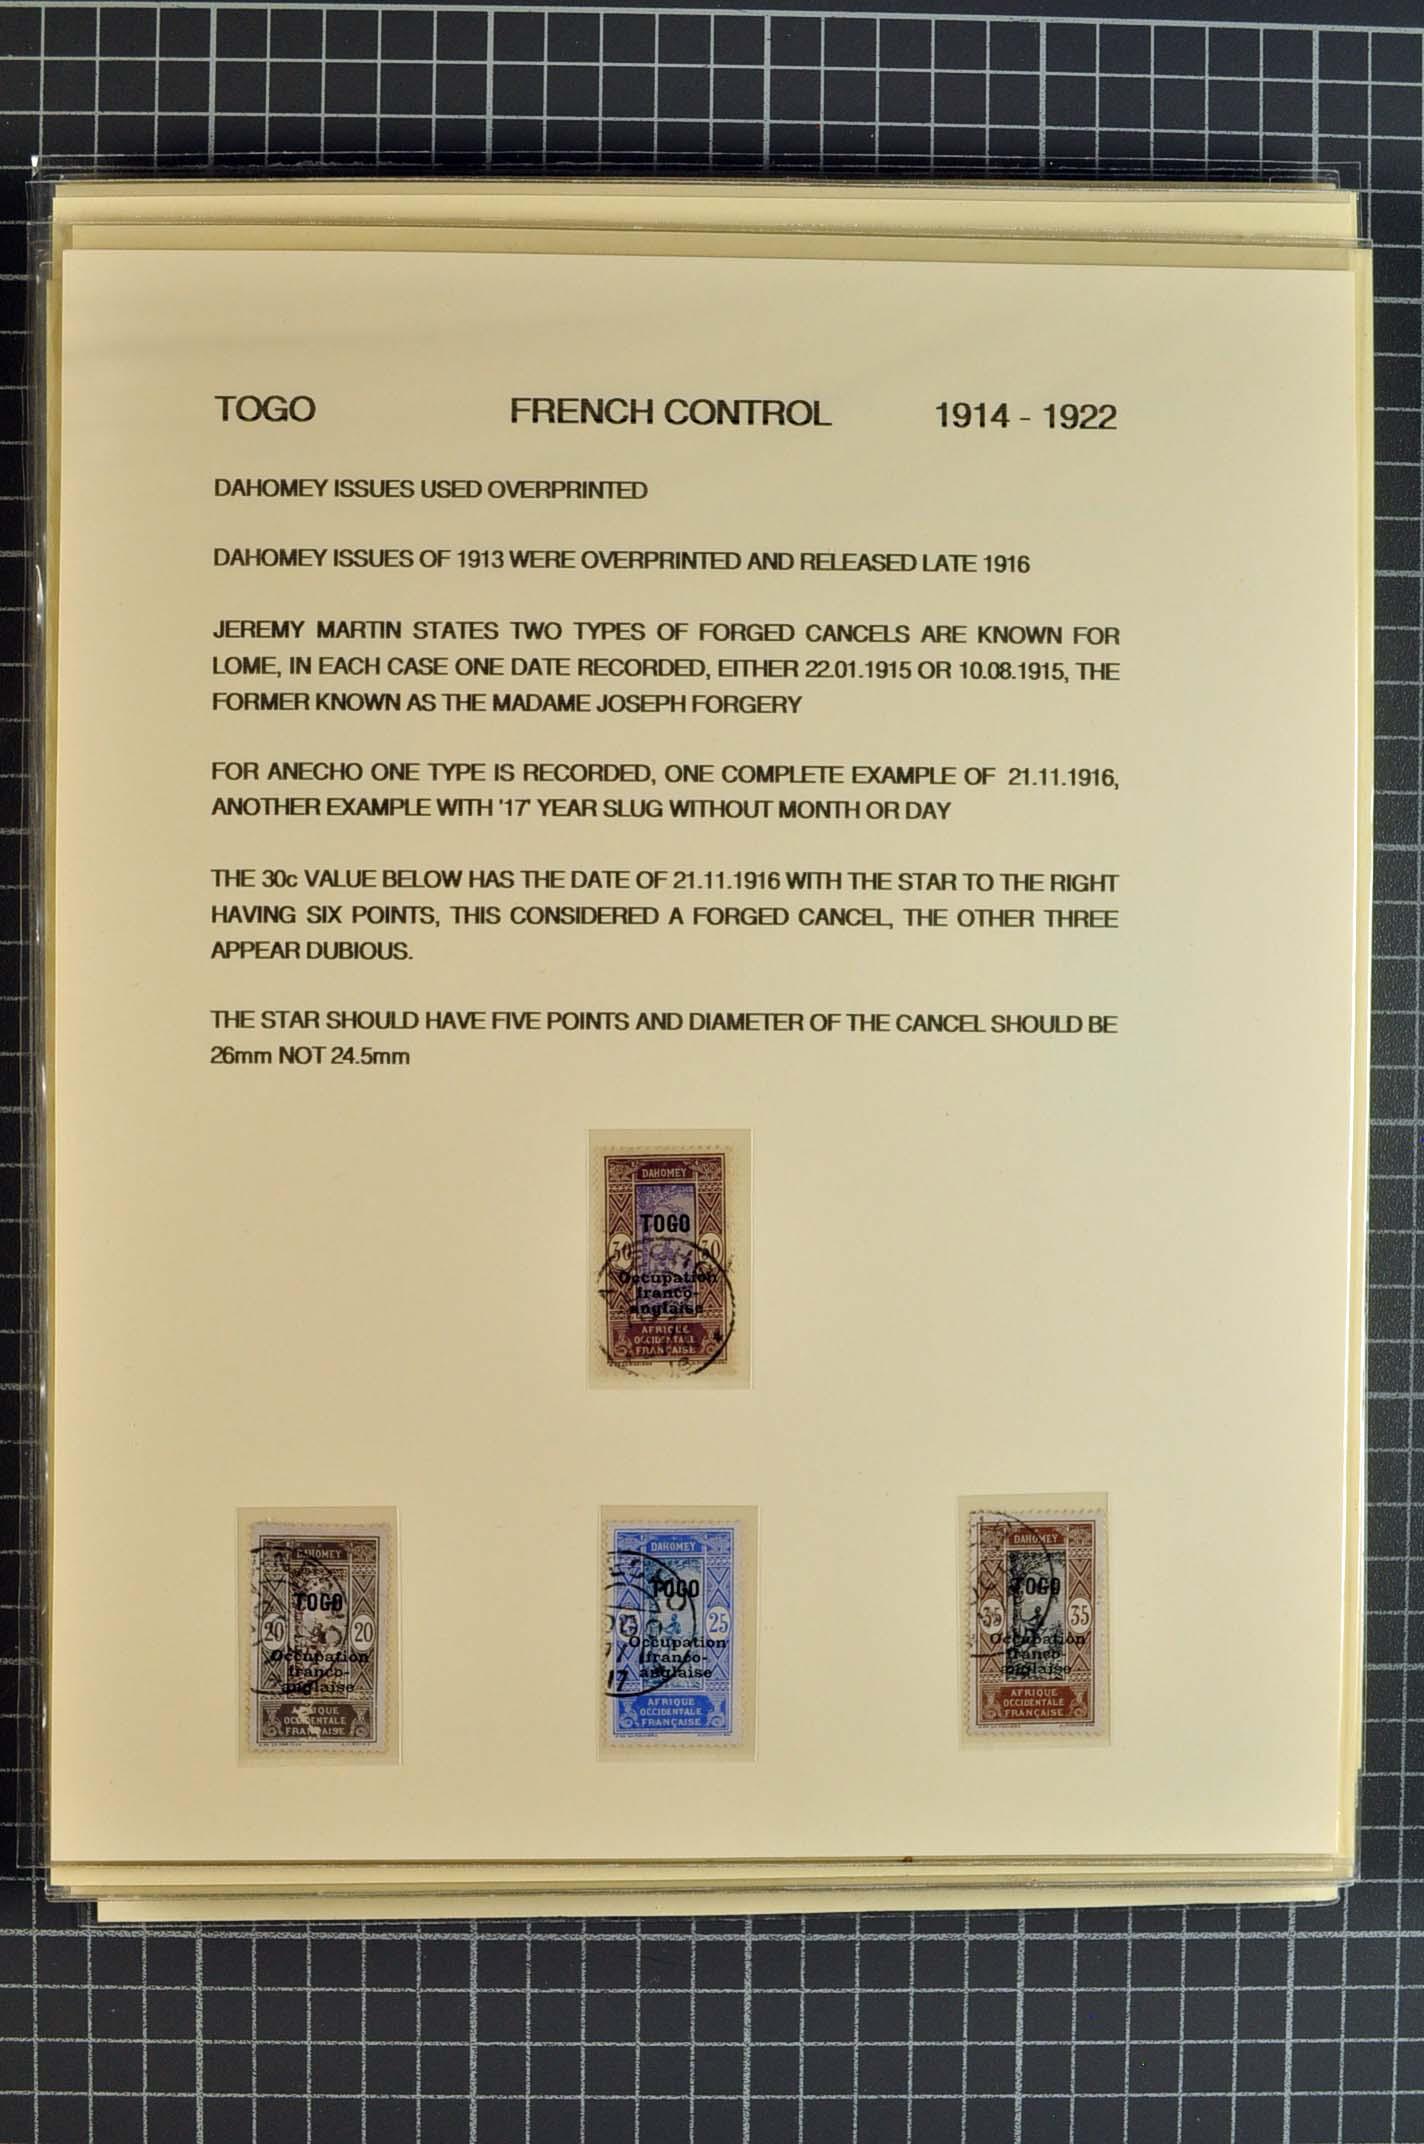 TOGO FRENCH CONTROL 1914 - 1922
DAHOMEY ISSUES USED OVERPRINTED
DAHOMEY ISSUES OF 1913 WERE OVERPRINTED AND RELEASED LATE 1916
JEREMY MARTIN STATES TWO TYPES OF FORGED CANCELS ARE KNOWN FOR
LOME, IN EACH CASE ONE DATE RECORDED, EITHER 22.01.1915 OR 10.08.1915, THE
FORMER KNOWN AS THE MADAME JOSEPH FORGERY
FOR ANECHO ONE TYPE IS RECORDED, ONE COMPLETE EXAMPLE OF 21.11.1916,
ANOTHER EXAMPLE WITH '17' YEAR SLUG WITHOUT MONTH OR DAY
THE 30c VALUE BELOW HAS THE DATE OF 21.11.1916 WITH THE STAR TO THE RIGHT
HAVING SIX POINTS, THIS CONSIDERED A FORGED CANCEL, THE OTHER THREE
APPEAR DUBIOUS.
THE STAR SHOULD HAVE FIVE POINTS AND DIAMETER OF THE CANCEL SHOULD BE
26mm NOT 24.5mm
DAHOMEY
TOGO
30 30
Occupation
franco-
anglaise
AFRIQUE
OCCIDENTALE
FRANÇAISE
DAHOMEY
TOGO
20 20
Occupation
franco-
anglaise
AFRIQUE
OCCIDENTALE
FRANÇAISE
DAHOMEY
TOGO
25 25
Occupation
franco-
anglaise
17
AFRIQUE
OCCIDENTALE
FRANÇAISE
DAHOMEY
TOGO
35 35
Occupation
franco-
anglaise
AFRIQUE
OCCIDENTALE
FRANÇAISE